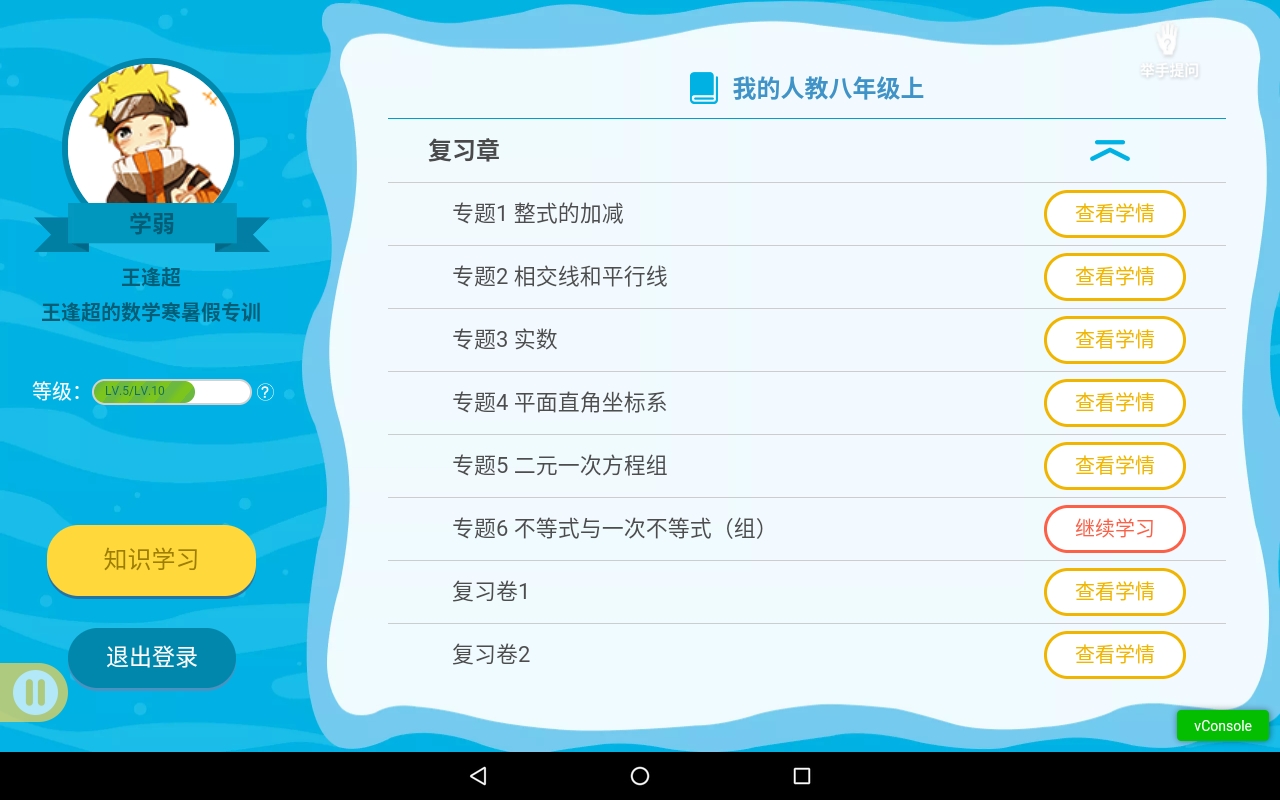 举手提问
我的人教八年级上
复习章
专题1 整式的加减
查看学情
专题2 相交线和平行线
查看学情
专题3 实数
查看学情
专题4 平面直角坐标系
查看学情
专题5 二元一次方程组
查看学情
专题6 不等式与一次不等式（组）
继续学习
复习卷1
查看学情
复习卷2
查看学情
学弱
王逢超
王逢超的数学寒暑假专训
等级：
LV.5/LV.10
?
知识学习
退出登录
vConsole